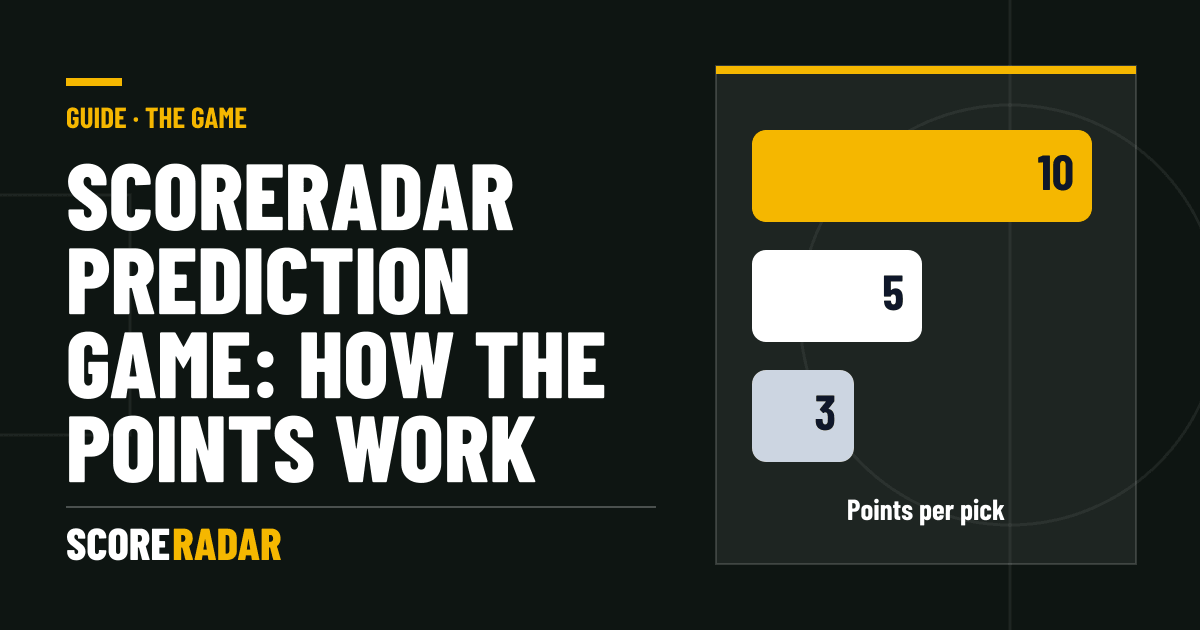 GUIDE · THE GAME
SCORERADAR
PREDICTION
GAME: HOW THE
POINTS WORK
SCORERADAR
10
5
3
Points per pick